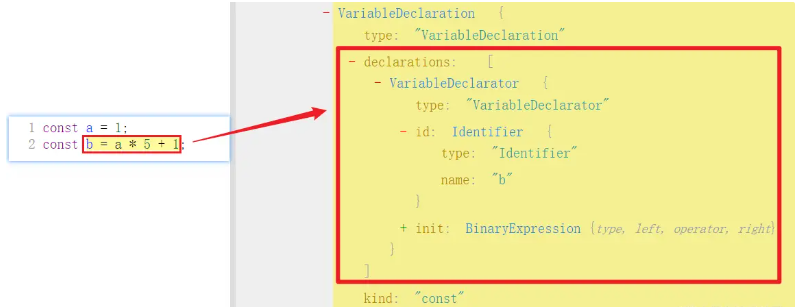 1 const a = 1;
2 const b = a * 5 + 1;
- VariableDeclaration {
type: "VariableDeclaration"
- declarations: [
- VariableDeclarator {
type: "VariableDeclarator"
- id: Identifier {
type: "Identifier"
name: "b"
}
+ init: BinaryExpression {type, left, operator, right}
}
]
kind: "const"